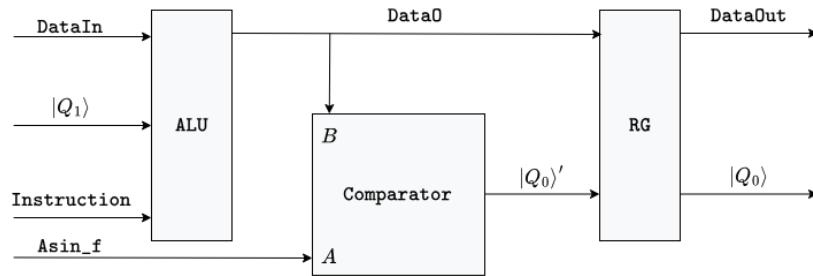 DataIn
DataO
DataOut
|Q₁⟩
ALU
RG
B
|Q₀⟩′
|Q₀⟩
Comparator
Instruction
Asin_f
A